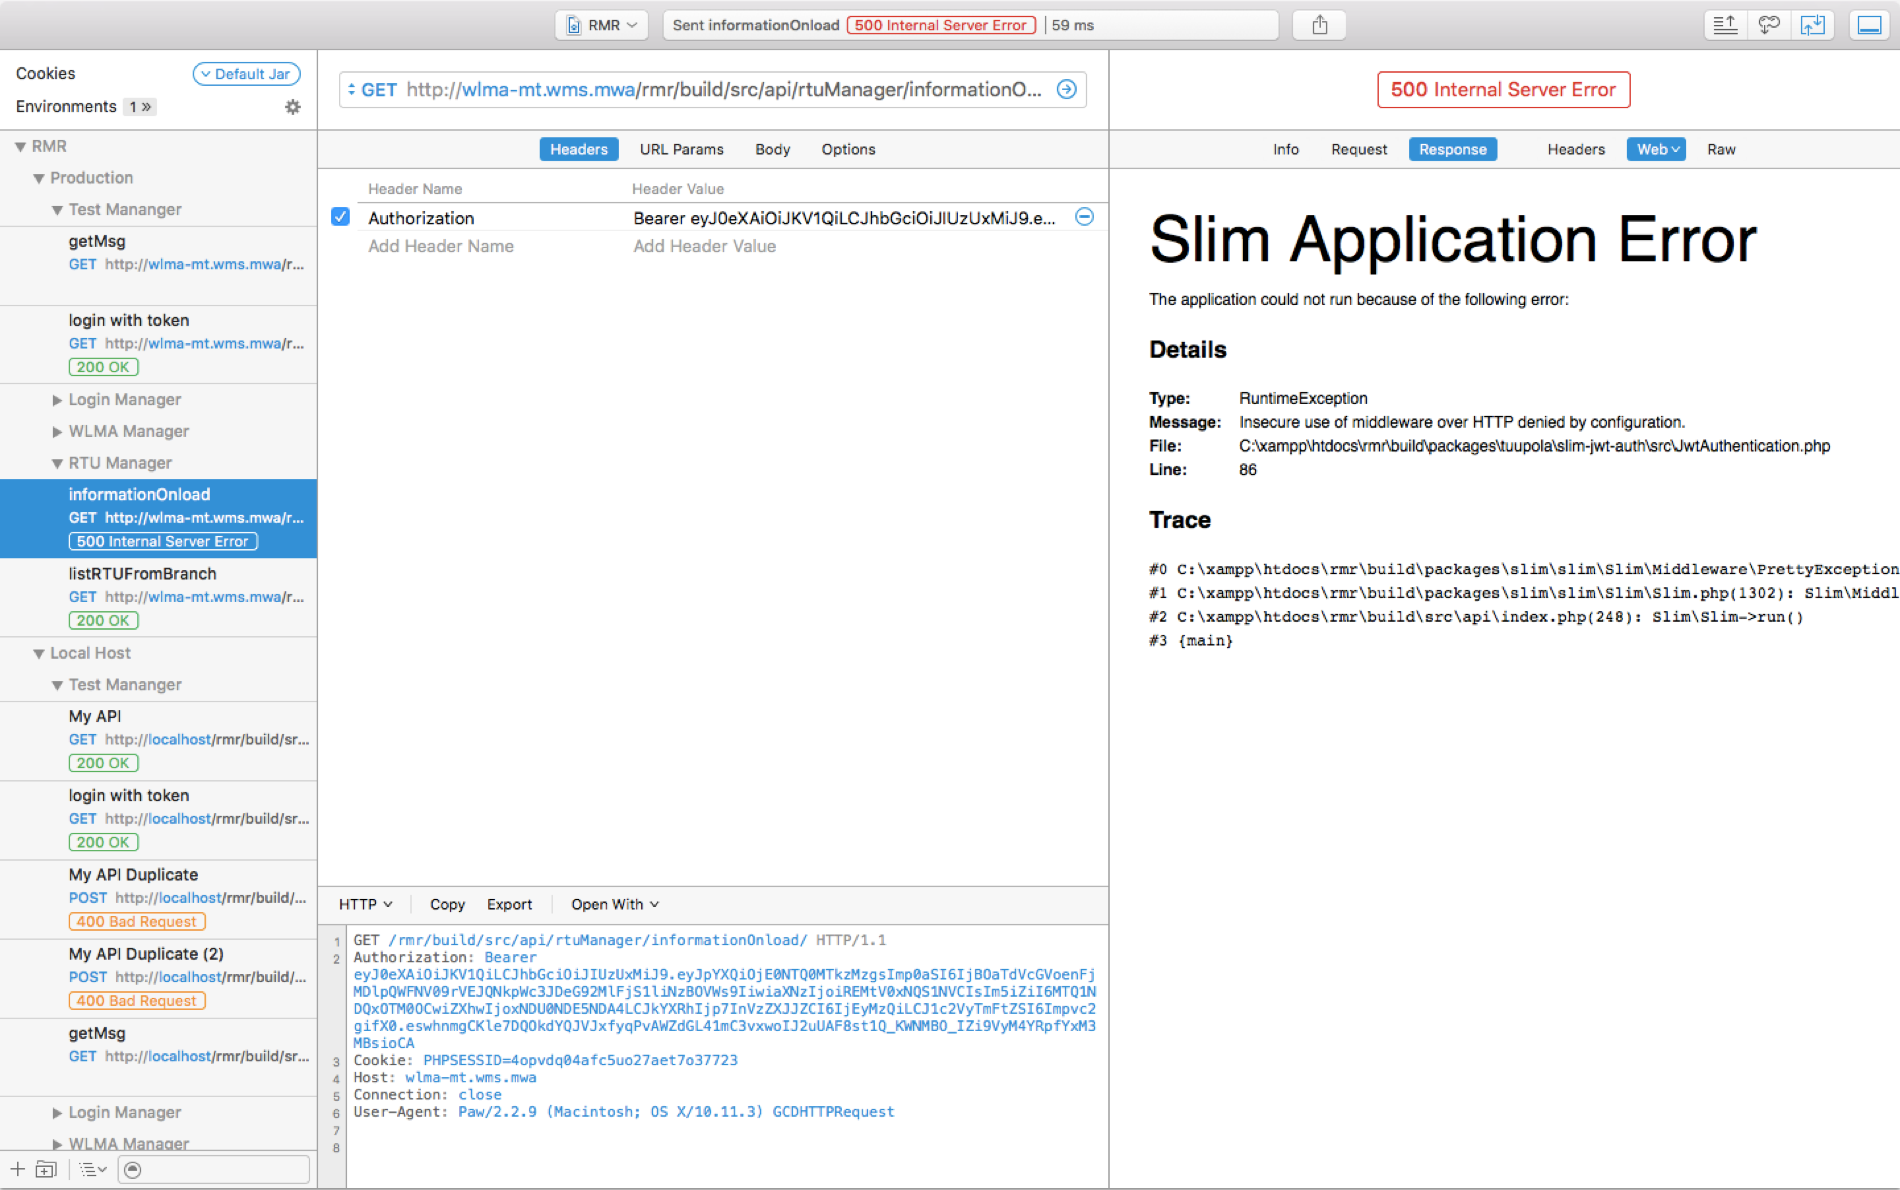 RMR
Sent informationOnload 500 Internal Server Error 59 ms
Cookies
Default Jar
Environments 1 »
RMR
Production
Test Mananger
getMsg
GET http://wlma-mt.wms.mwa/r...
login with token
GET http://wlma-mt.wms.mwa/r...
200 OK
Login Manager
WLMA Manager
RTU Manager
informationOnload
GET http://wlma-mt.wms.mwa/r...
500 Internal Server Error
listRTUFromBranch
GET http://wlma-mt.wms.mwa/r...
200 OK
Local Host
Test Mananger
My API
GET http://localhost/rmr/build/sr...
200 OK
login with token
GET http://localhost/rmr/build/sr...
200 OK
My API Duplicate
POST http://localhost/rmr/build/...
400 Bad Request
My API Duplicate (2)
POST http://localhost/rmr/build/...
400 Bad Request
getMsg
GET http://localhost/rmr/build/sr...
Login Manager
WLMA Manager
GET http://wlma-mt.wms.mwa/rmr/build/src/api/rtuManager/informationO...
Headers URL Params Body Options
Header Name Header Value
Authorization Bearer eyJ0eXAiOiJKV1QiLCJhbGciOiJIUzUxMiJ9.e...
Add Header Name Add Header Value
HTTP Copy Export Open With
1 GET /rmr/build/src/api/rtuManager/informationOnload/ HTTP/1.1
2 Authorization: Bearer
eyJ0eXAiOiJKV1QiLCJhbGciOiJIUzUxMiJ9.eyJpYXQiOjE0NTQ0MTkzMzgsImp0aSI6IjBOaTdVcGVoenFj
MDlpQWFNV09rVEJQNkpWc3JDeG92MlFjS1liNzBOVWs9IiwiaXNzIjoiREMtV0xNQS1NVCIsIm5iZiI6MTQ1N
DQxOTM0OCwiZXhwIjoxNDU0NDE5NDA4LCJkYXRhIjp7InVzZXJJZCI6IjEyMzQiLCJ1c2VyTmFtZSI6Impvc2
gifX0.eswhnmgCKle7DQOkdYQJVJxfyqPvAWZdGL41mC3vxwoIJ2uUAF8st1Q_KWNMBO_IZi9VyM4YRpfYxM3
MBsioCA
3 Cookie: PHPSESSID=4opvdq04afc5uo27aet7o37723
4 Host: wlma-mt.wms.mwa
5 Connection: close
6 User-Agent: Paw/2.2.9 (Macintosh; OS X/10.11.3) GCDHTTPRequest
7
8
500 Internal Server Error
Info Request Response Headers Web Raw
Slim Application Error
The application could not run because of the following error:
Details
Type: RuntimeException
Message: Insecure use of middleware over HTTP denied by configuration.
File: C:\xampp\htdocs\rmr\build\packages\tuupola\slim-jwt-auth\src\JwtAuthentication.php
Line: 86
Trace
#0 C:\xampp\htdocs\rmr\build\packages\slim\slim\Slim\Middleware\PrettyException
#1 C:\xampp\htdocs\rmr\build\packages\slim\slim\Slim\Slim.php(1302): Slim\Middl
#2 C:\xampp\htdocs\rmr\build\src\api\index.php(248): Slim\Slim->run()
#3 {main}